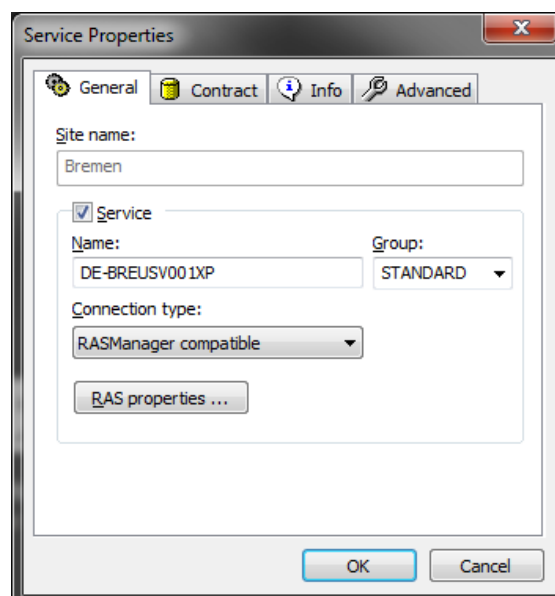 Service Properties
General Contract Info Advanced
Site name:
Bremen
Service
Name: Group:
DE-BREUSV001XP STANDARD
Connection type:
RASManager compatible
RAS properties ...
OK Cancel